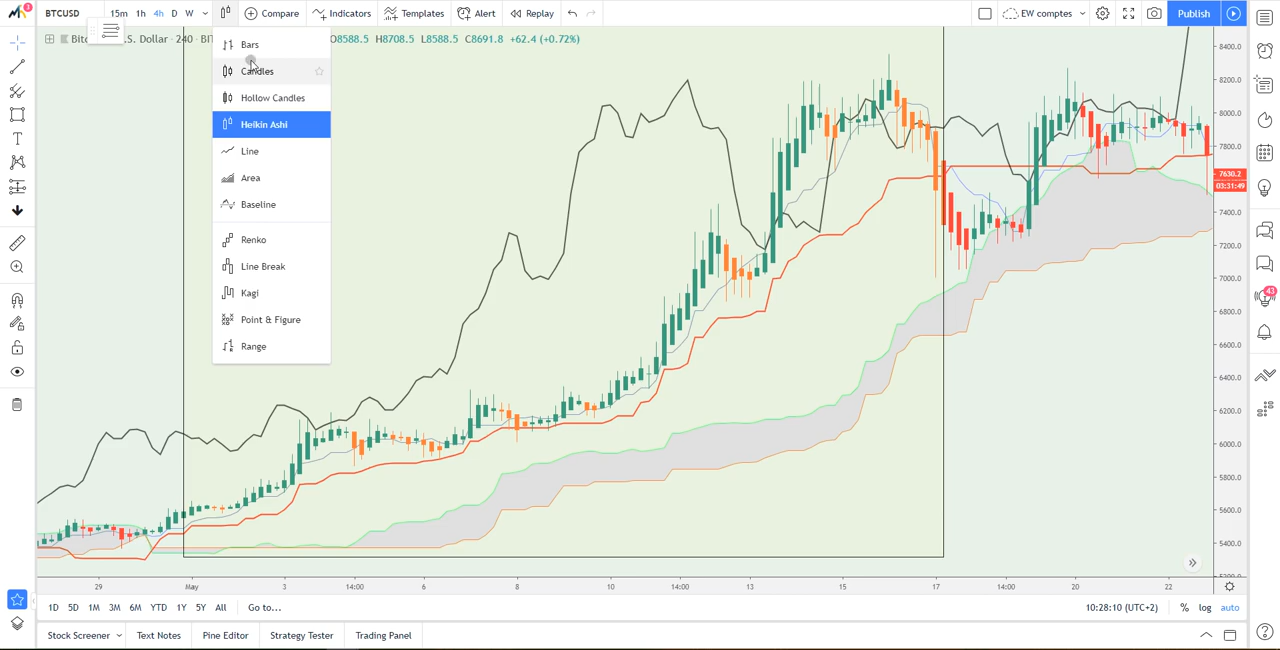 1
BTCUSD 15m 1h 4h D W Compare Indicators Templates Alert Replay EW comptes Publish
S. Dollar · 240 · O8588.5 H8708.5 L8588.5 C8691.8 +62.4 (+0.72%)
Bars
Candles
Hollow Candles
Heikin Ashi
Line
Area
Baseline
Renko
Line Break
Kagi
Point & Figure
Range
8400.0
8200.0
8000.0
7800.0
7630.2
03:31:49
7400.0
7200.0
7000.0
6800.0
6600.0
6400.0
6200.0
6000.0
5800.0
5600.0
5400.0
43
29 May 3 14:00 6 8 10 14:00 13 15 17 14:00 20 22
1D 5D 1M 3M 6M YTD 1Y 5Y All Go to... 10:28:10 (UTC+2) % log auto
Stock Screener Text Notes Pine Editor Strategy Tester Trading Panel